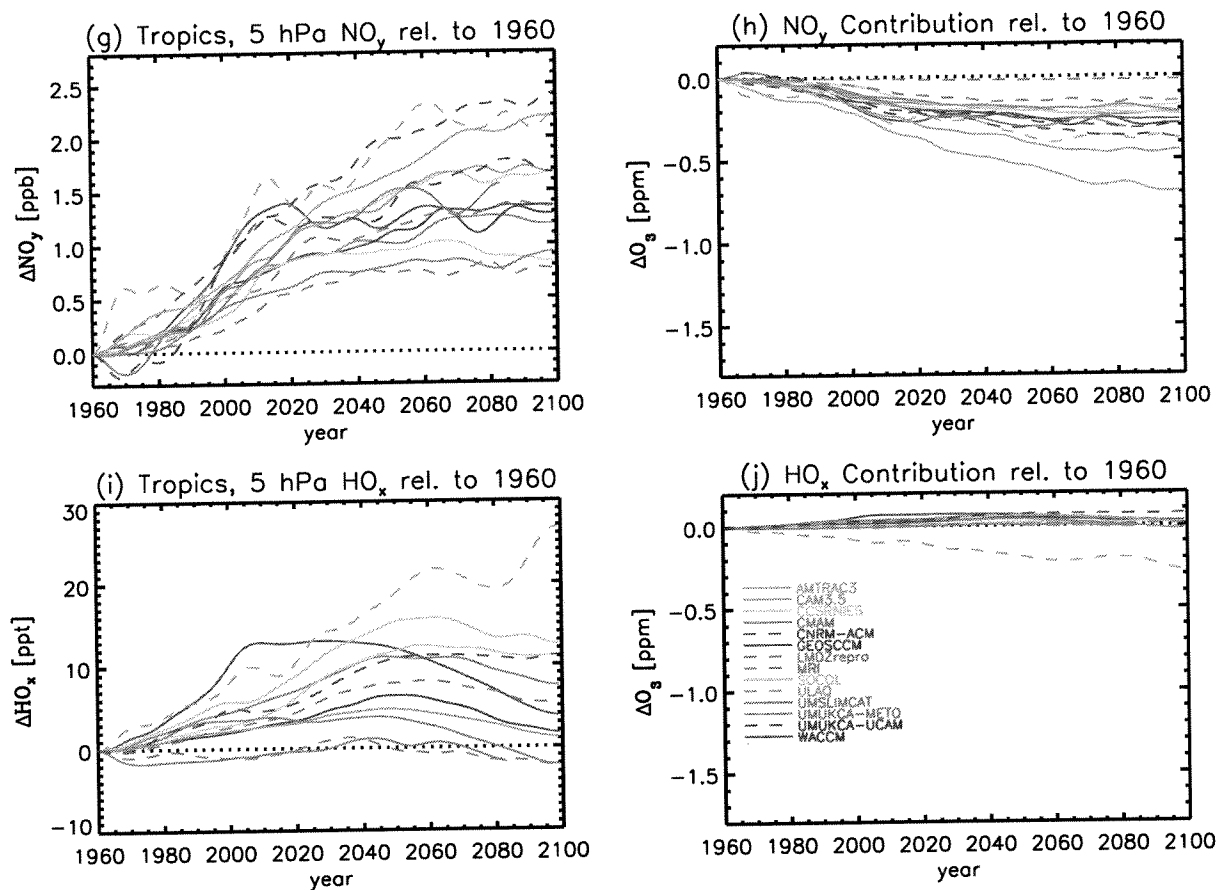 (g) Tropics, 5 hPa NOy rel. to 1960
ΔNOy [ppb]
2.5
2.0
1.5
1.0
0.5
0.0
1960 1980 2000 2020 2040 2060 2080 2100
year
(h) NOy Contribution rel. to 1960
ΔO3 [ppm]
0.0
-0.5
-1.0
-1.5
1960 1980 2000 2020 2040 2060 2080 2100
year
(i) Tropics, 5 hPa HOx rel. to 1960
ΔHOx [ppt]
30
20
10
0
-10
1960 1980 2000 2020 2040 2060 2080 2100
year
(j) HOx Contribution rel. to 1960
ΔO3 [ppm]
0.0
-0.5
-1.0
-1.5
AMTRAC3
CAM3.5
CCSRNIES
CMAM
CNRM-ACM
GEOSCCM
LMDZrepro
MRI
SOCOL
ULAQ
UMSLIMCAT
UMUKCA-METO
UMUKCA-UCAM
WACCM
1960 1980 2000 2020 2040 2060 2080 2100
year